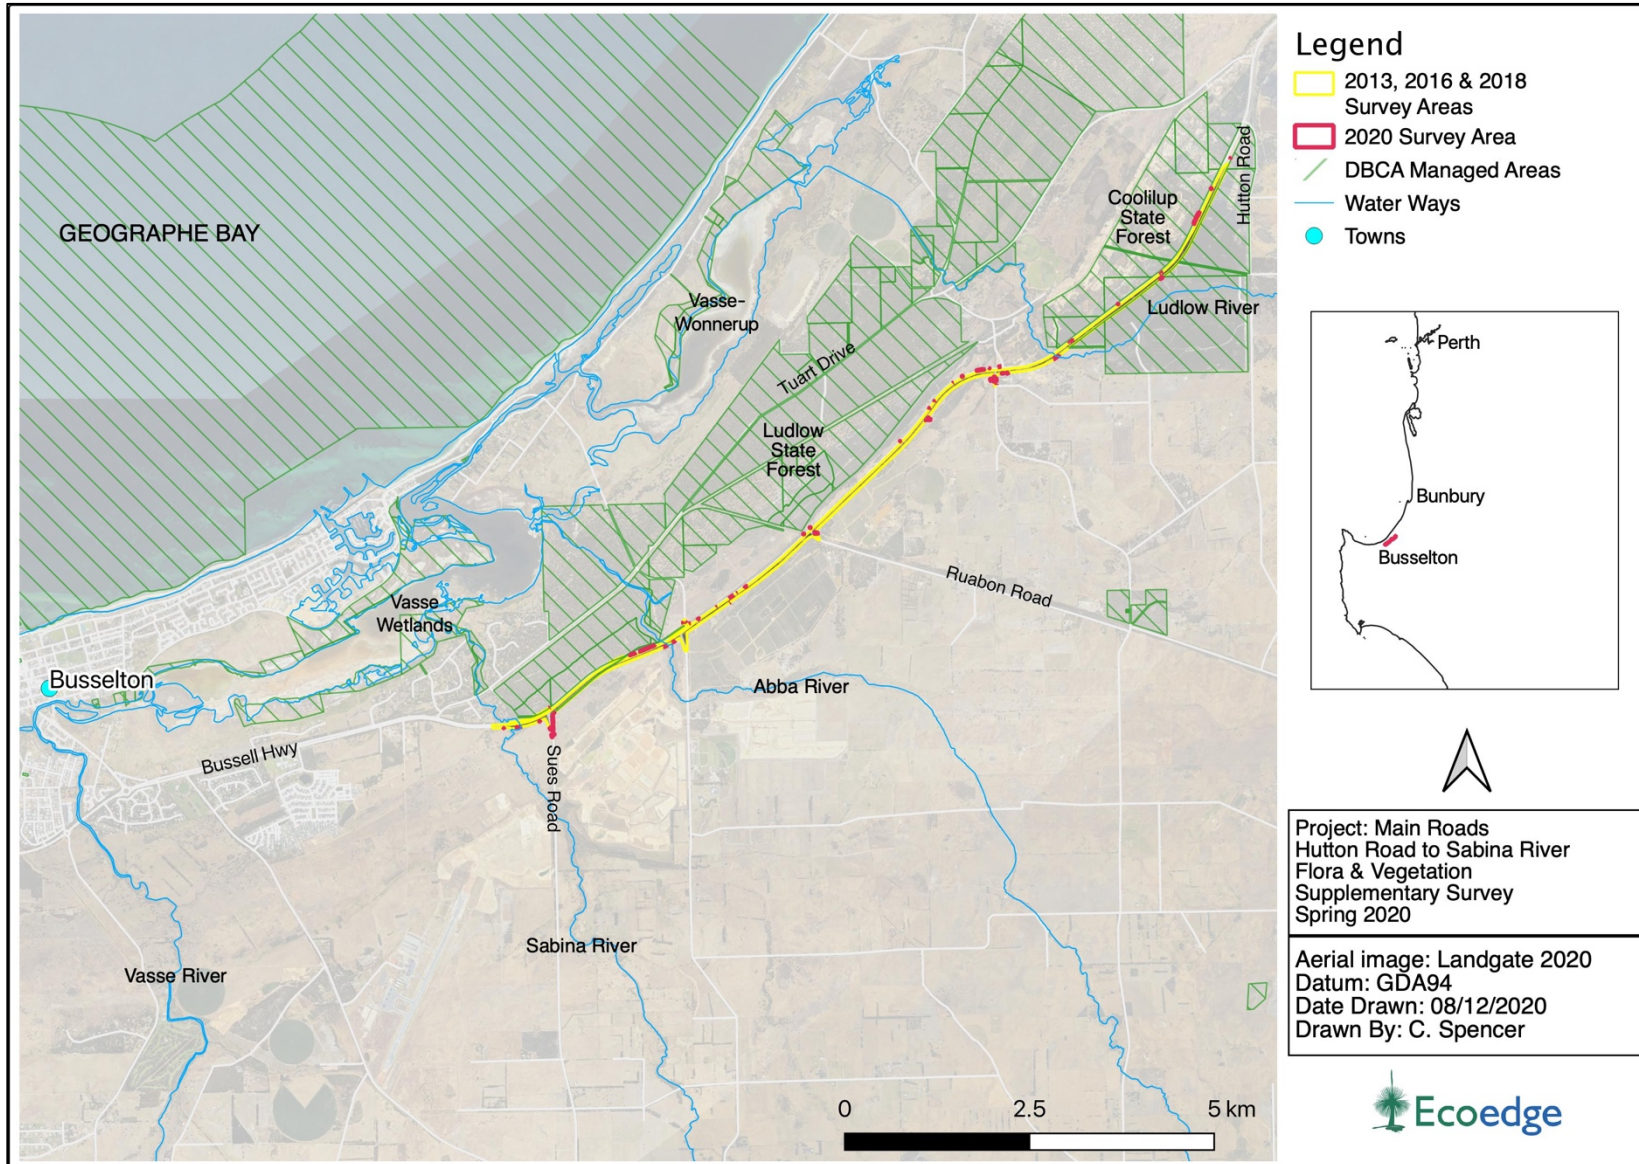 GEOGRAPHE BAY
Coolilup
State
Forest
Hutton Road
Vasse-
Wonnerup
Ludlow River
Tuart Drive
Ludlow
State
Forest
Ruabon Road
Vasse
Wetlands
Busselton
Abba River
Bussell Hwy
Sues Road
Sabina River
Vasse River
0 2.5 5 km
Legend
2013, 2016 & 2018
Survey Areas
2020 Survey Area
DBCA Managed Areas
Water Ways
Towns
Perth
Bunbury
Busselton
Project: Main Roads
Hutton Road to Sabina River
Flora & Vegetation
Supplementary Survey
Spring 2020
Aerial image: Landgate 2020
Datum: GDA94
Date Drawn: 08/12/2020
Drawn By: C. Spencer
Ecoedge